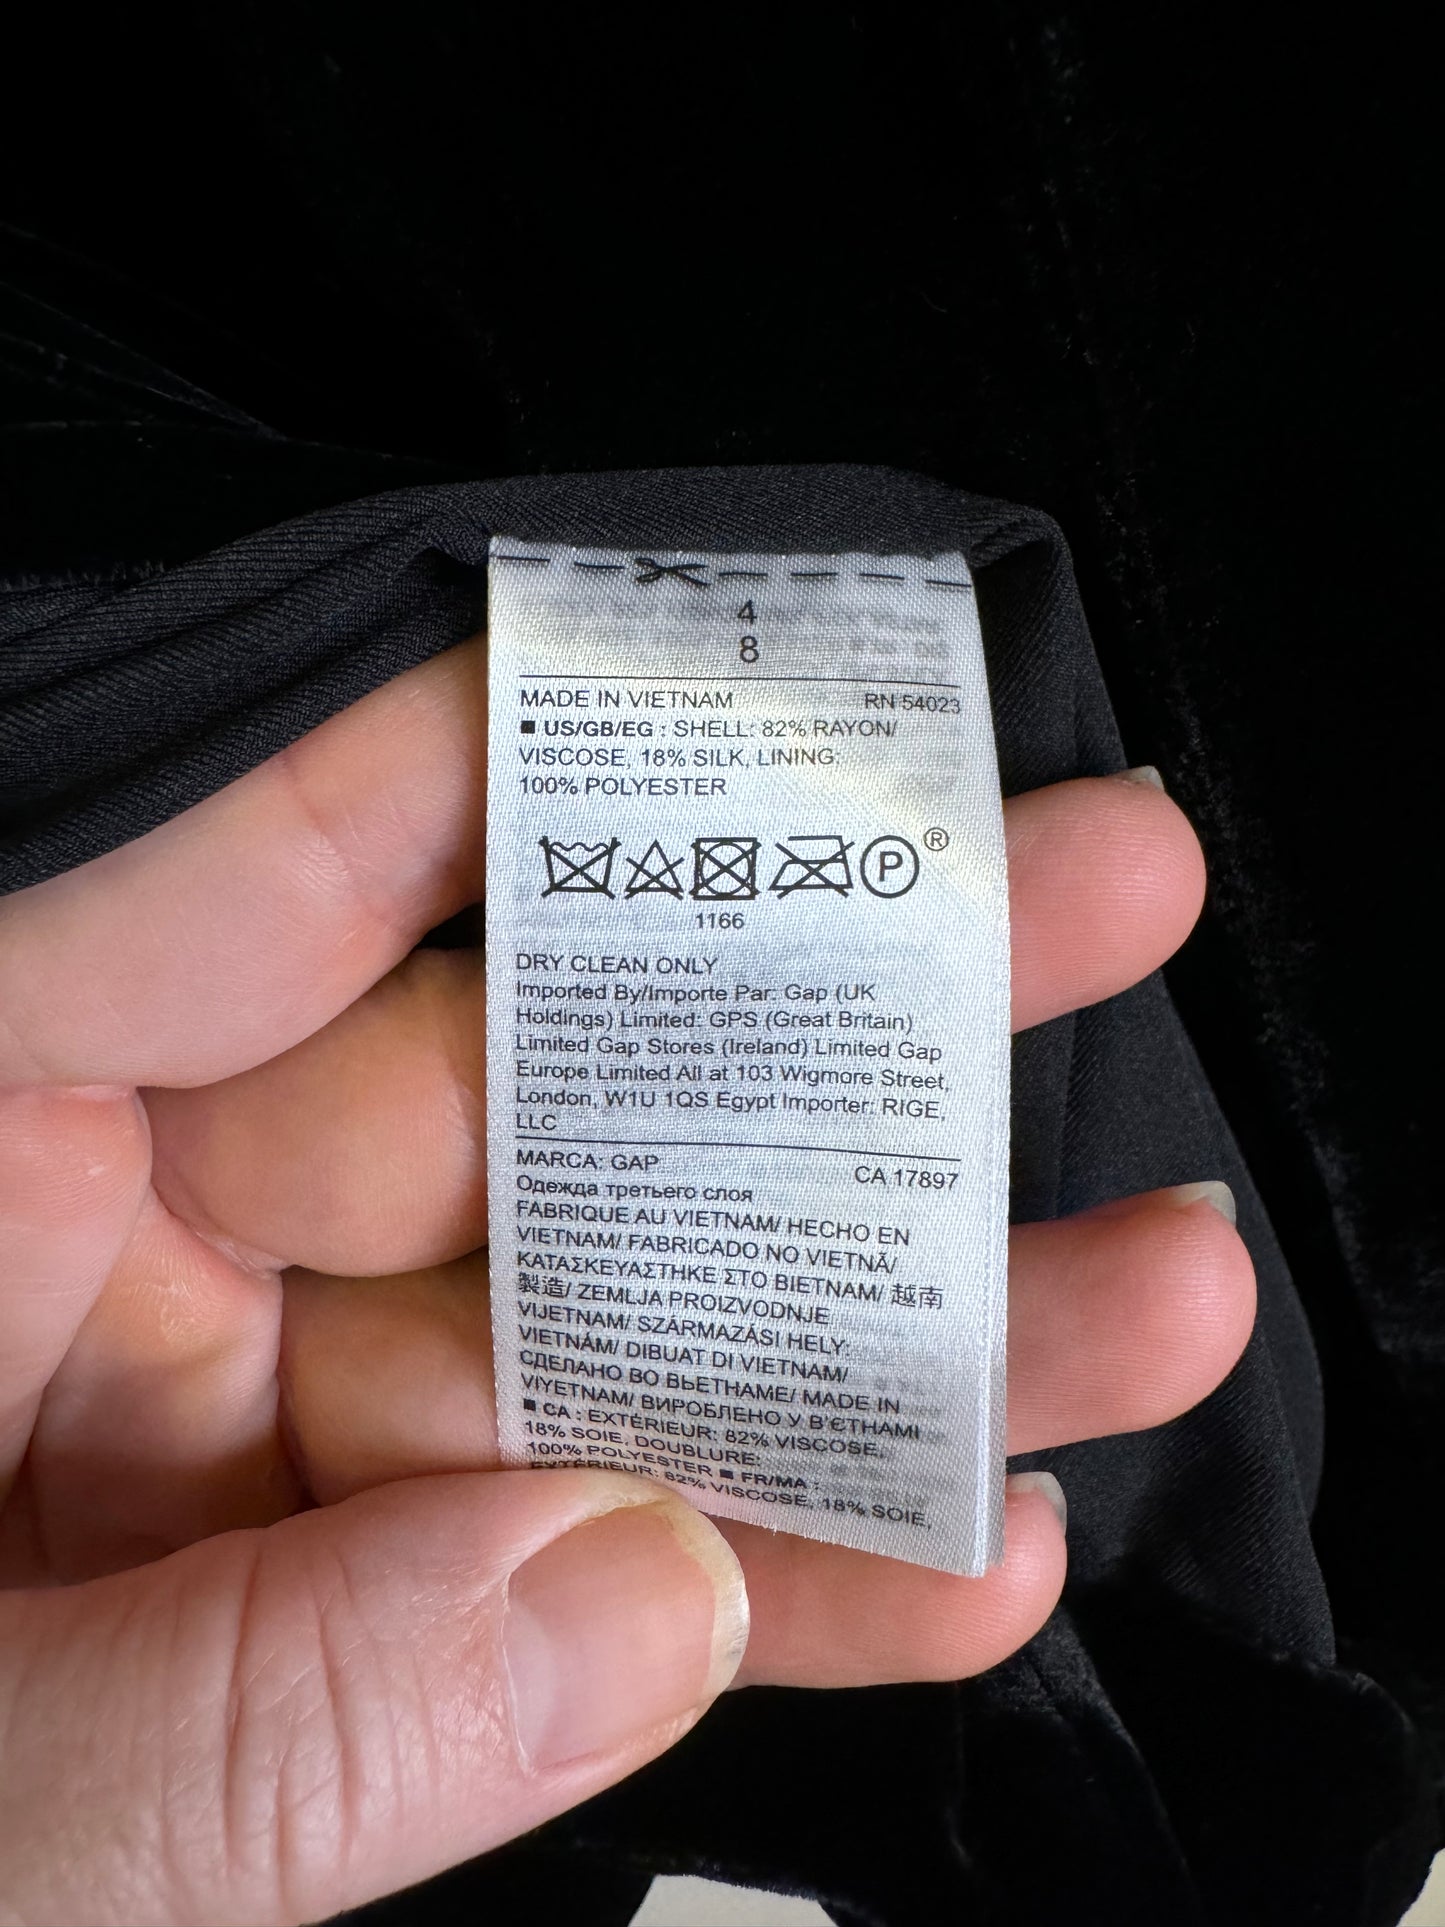 4
8
MADE IN VIETNAM RN 54023
■ US/GB/EG : SHELL: 82% RAYON/
VISCOSE, 18% SILK, LINING:
100% POLYESTER
P ®
1166
DRY CLEAN ONLY
Imported By/Importe Par: Gap (UK
Holdings) Limited: GPS (Great Britain)
Limited Gap Stores (Ireland) Limited Gap
Europe Limited All at 103 Wigmore Street,
London, W1U 1QS Egypt Importer: RIGE,
LLC
MARCA: GAP CA 17897
Одежда третьего слоя
FABRIQUE AU VIETNAM/ HECHO EN
VIETNAM/ FABRICADO NO VIETNÃ/
ΚΑΤΑΣΚΕΥΑΣΤΗΚΕ ΣΤΟ ΒΙΕΤΝΑΜ/ 越南
製造/ ZEMLJA PROIZVODNJE:
VIJETNAM/ SZÁRMAZÁSI HELY:
VIETNÁM/ DIBUAT DI VIETNAM/
СДЕЛАНО ВО ВЬЕТНАМЕ/ MADE IN
VIYETNAM/ ВИРОБЛЕНО У В'ЄТНАМІ
■ CA : EXTÉRIEUR: 82% VISCOSE,
18% SOIE, DOUBLURE:
100% POLYESTER ■ FR/MA :
EXTÉRIEUR: 82% VISCOSE, 18% SOIE,